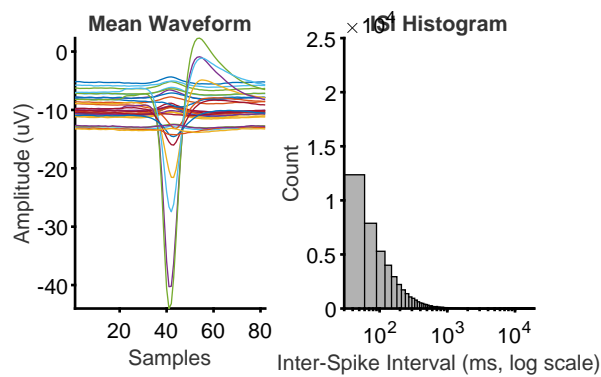 Mean Waveform
0
-10
-20
-30
-40
Amplitude (uV)
20 40 60 80
Samples
×10^4
ISI Histogram
2.5
2
1.5
1
0.5
0
Count
10^2 10^3 10^4
Inter-Spike Interval (ms, log scale)